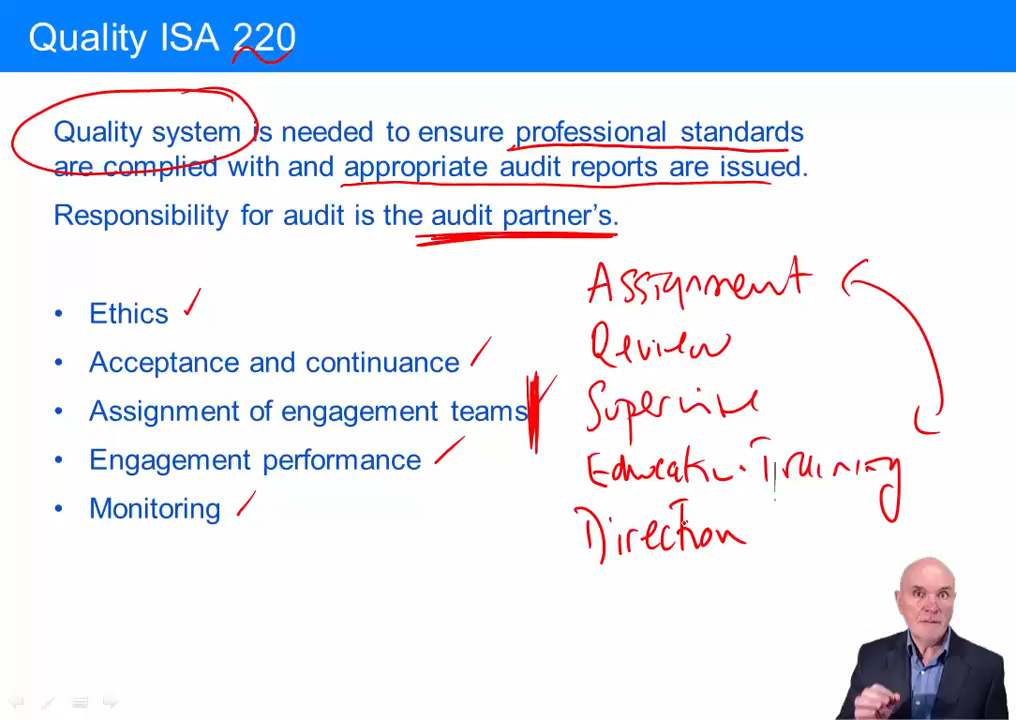 Quality ISA 220
Quality system is needed to ensure professional standards
are complied with and appropriate audit reports are issued.
Responsibility for audit is the audit partner's.
• Ethics
• Acceptance and continuance
• Assignment of engagement teams
• Engagement performance
• Monitoring
Assignment
Review
Supervise
Education. Training
Direction